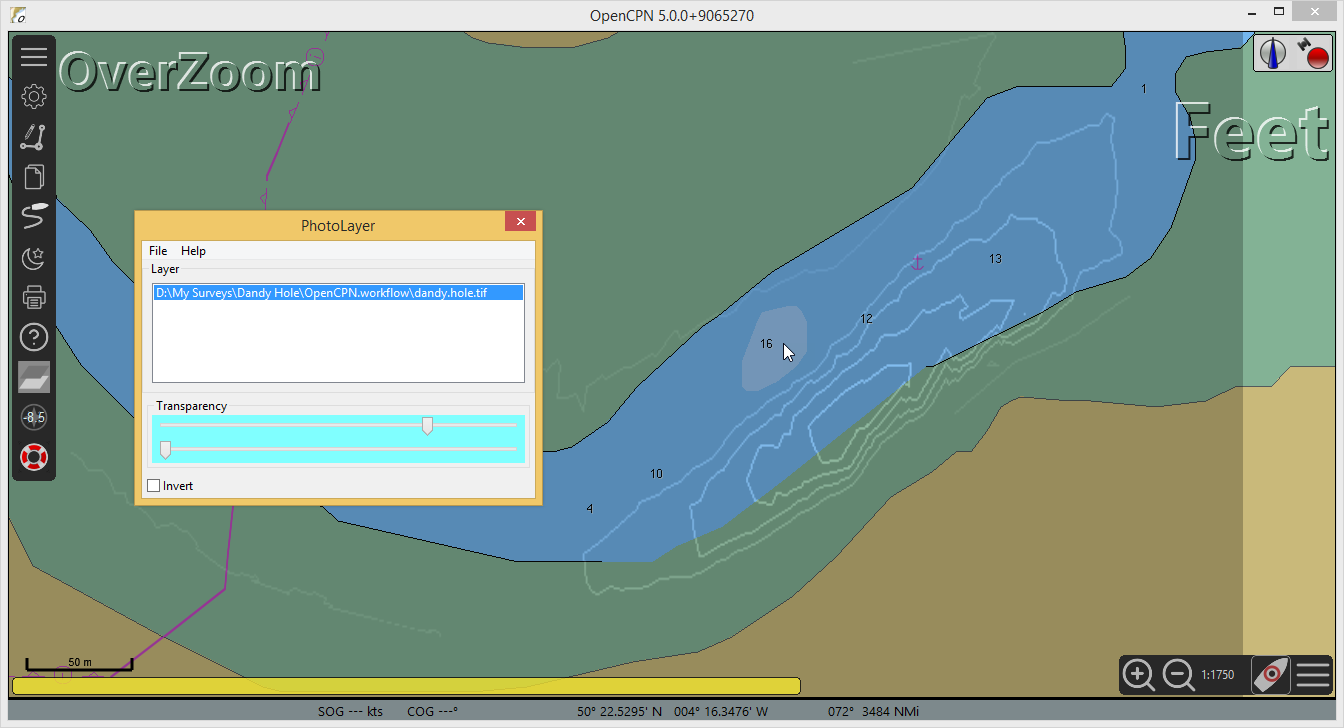 OpenCPN 5.0.0+9065270
OverZoom
1
Feet
PhotoLayer
File Help
Layer
D:\My Surveys\Dandy Hole\OpenCPN.workflow\dandy.hole.tif
13
12
16
Transparency
-8.5
10
Invert
4
50 m
1:1750
SOG --- kts COG ---° 50° 22.5295' N 004° 16.3476' W 072° 3484 NMi